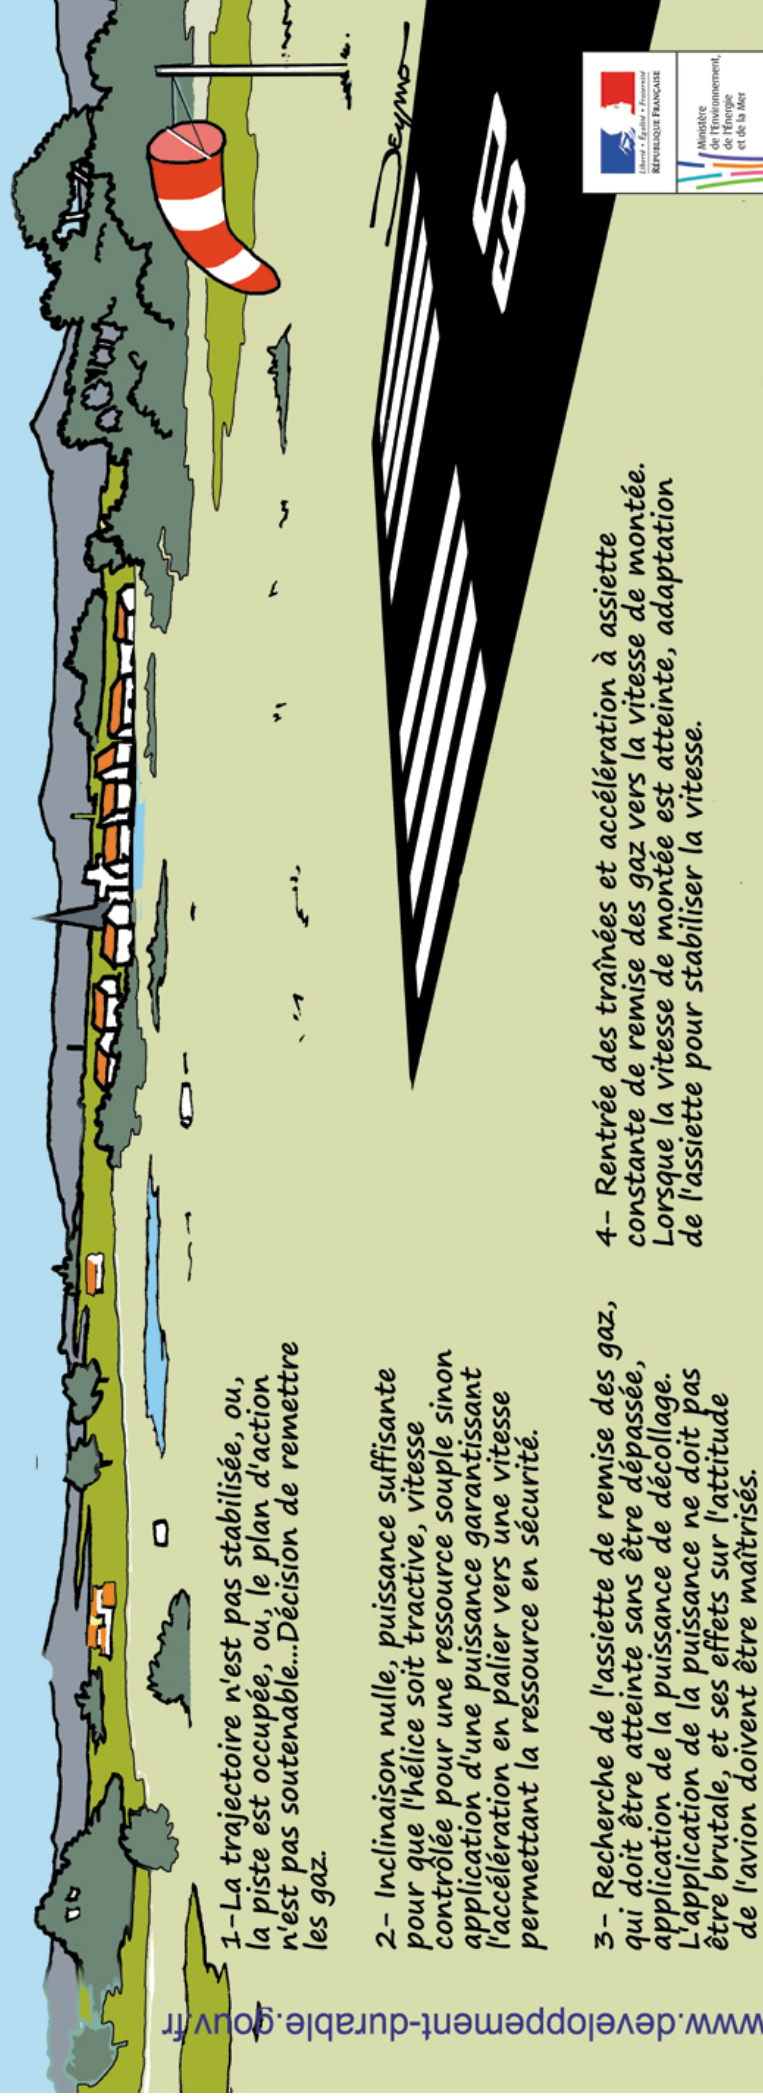 1-La trajectoire n'est pas stabilisée, ou,
la piste est occupée, ou, le plan d'action
n'est pas soutenable...Décision de remettre
les gaz.
2- Inclinaison nulle, puissance suffisante
pour que l'hélice soit tractive, vitesse
contrôlée pour une ressource souple sinon
application d'une puissance garantissant
l'accélération en palier vers une vitesse
permettant la ressource en sécurité.
3- Recherche de l'assiette de remise des gaz,
qui doit être atteinte sans être dépassée,
application de la puissance de décollage.
L'application de la puissance ne doit pas
être brutale, et ses effets sur l'attitude
de l'avion doivent être maîtrisés.
4- Rentrée des traînées et accélération à assiette
constante de remise des gaz vers la vitesse de montée.
Lorsque la vitesse de montée est atteinte, adaptation
de l'assiette pour stabiliser la vitesse.
09
Deymo
Liberté • Égalité • Fraternité
RÉPUBLIQUE FRANÇAISE
Ministère
de l'Environnement,
de l'Énergie
et de la Mer
www.developpement-durable.gouv.fr